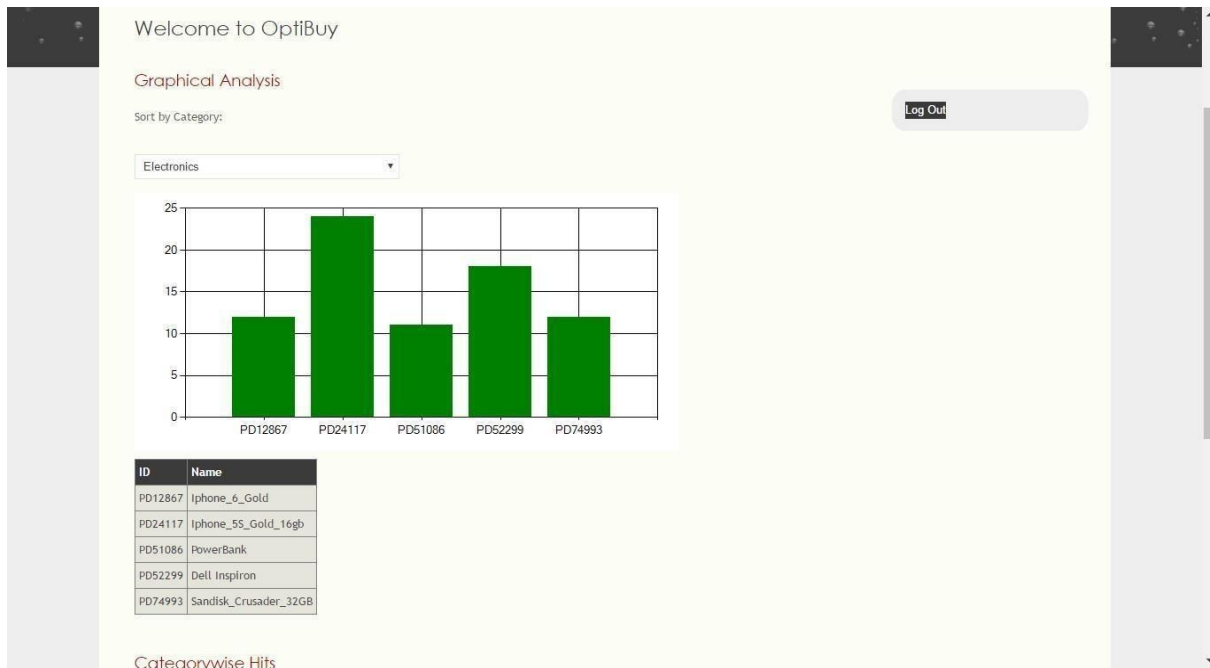 Welcome to OptiBuy
Graphical Analysis
Sort by Category:
Log Out
Electronics
25
20
15
10
5
0
PD12867 PD24117 PD51086 PD52299 PD74993
ID Name
PD12867 Iphone_6_Gold
PD24117 Iphone_5S_Gold_16gb
PD51086 PowerBank
PD52299 Dell Inspiron
PD74993 Sandisk_Crusader_32GB
Categorywise Hits